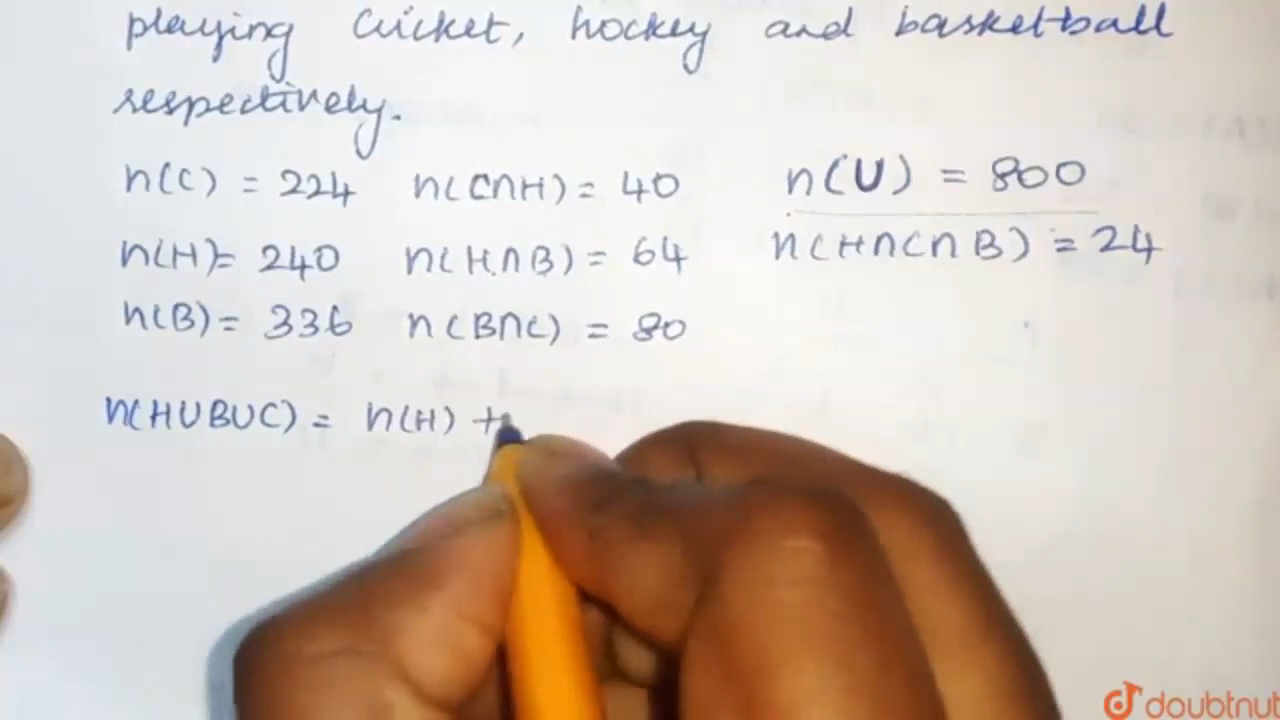 playing cricket, hockey and basketball
respectively.
n(C) = 224 n(C∩H) = 40 n(U) = 800
n(H) = 240 n(H∩B) = 64 n(H∩C∩B) = 24
n(B) = 336 n(B∩C) = 80
n(H∪B∪C) = n(H) +
doubtnut